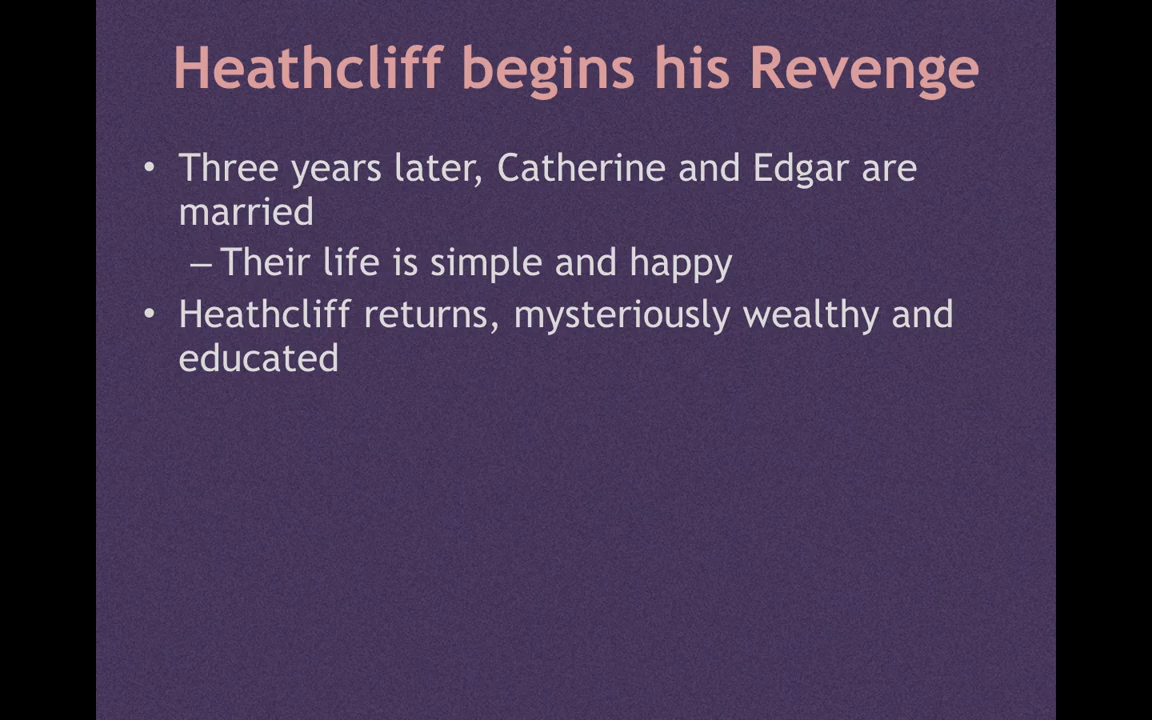 Heathcliff begins his Revenge
• Three years later, Catherine and Edgar are
married
– Their life is simple and happy
• Heathcliff returns, mysteriously wealthy and
educated